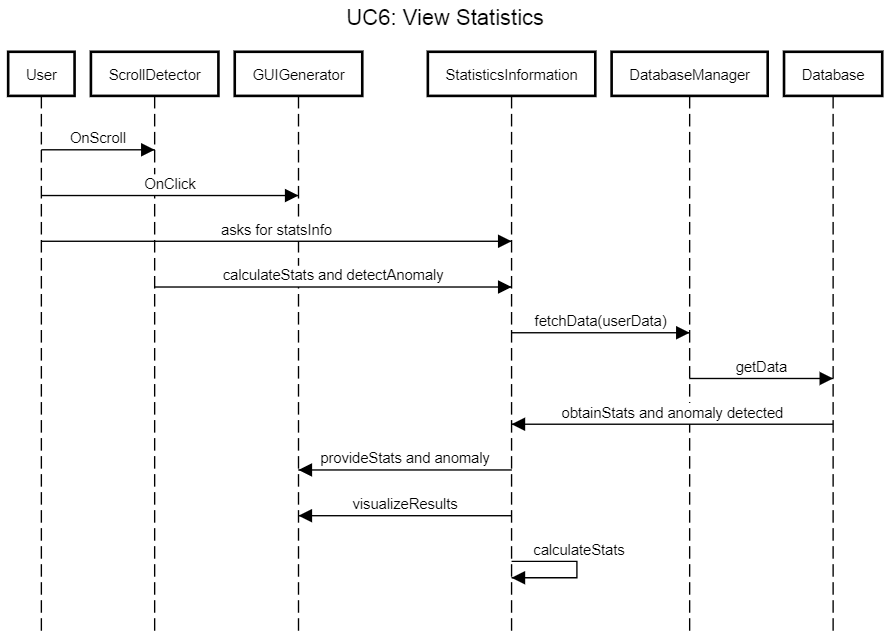 UC6: View Statistics
User
ScrollDetector
GUIGenerator
StatisticsInformation
DatabaseManager
Database
OnScroll
OnClick
asks for statsInfo
calculateStats and detectAnomaly
fetchData(userData)
getData
obtainStats and anomaly detected
provideStats and anomaly
visualizeResults
calculateStats